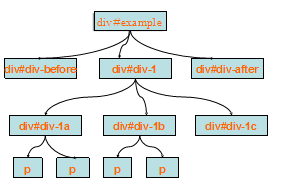 div#example
div#div-before div#div-1 div#div-after
div#div-1a div#div-1b div#div-1c
p p p p